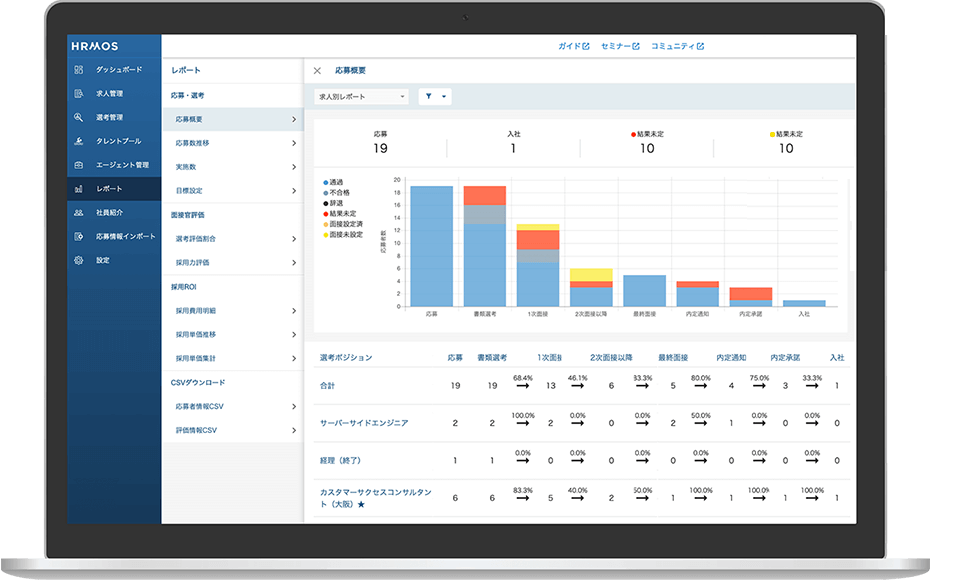 HRMOS
ガイド
セミナー
コミュニティ
ダッシュボード
求人管理
選考管理
タレントプール
エージェント管理
レポート
社員紹介
応募情報インポート
設定
レポート
応募・選考
応募概要
応募数推移
実施数
目標設定
面接官評価
選考評価割合
採用力評価
採用ROI
採用費用明細
採用単価推移
採用単価集計
CSVダウンロード
応募者情報CSV
評価情報CSV
× 応募概要
求人別レポート
応募 入社 結果未定 結果未定
19 1 10 10
通過
不合格
辞退
結果未定
面接設定済
面接未設定
応募者数
20
18
16
14
12
10
8
6
4
2
0
応募 書類選考 1次面接 2次面接以降 最終面接 内定通知 内定承諾 入社
選考ポジション 応募 書類選考 1次面接 2次面接以降 最終面接 内定通知 内定承諾 入社
合計 19 19 68.4% → 13 46.1% → 6 33.3% → 5 80.0% → 4 75.0% → 3 33.3% → 1
サーバーサイドエンジニア 2 2 100.0% → 2 0.0% → 0 0.0% → 2 50.0% → 1 0.0% → 0 0.0% → 0
経理（終了） 1 1 0.0% → 0 0.0% → 0 0.0% → 0 0.0% → 0 0.0% → 0 0.0% → 0
カスタマーサクセスコンサルタン
ト（大阪）★ 6 6 83.3% → 5 40.0% → 2 50.0% → 1 100.0% → 1 100.0% → 1 100.0% → 1